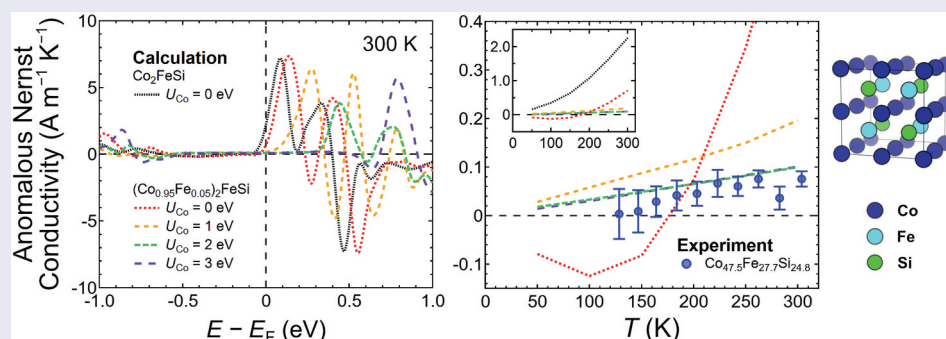 Anomalous Nernst
Conductivity (A m⁻¹ K⁻¹)
10
5
0
-5
-10
Calculation
Co₂FeSi
U_Co = 0 eV
300 K
(Co₀.₉₅Fe₀.₀₅)₂FeSi
U_Co = 0 eV
U_Co = 1 eV
U_Co = 2 eV
U_Co = 3 eV
-1.0 -0.5 0 0.5 1.0
E − E_F (eV)
0.4
0.3
0.2
0.1
0
-0.1
2.0
1.0
0
0 100 200 300
Experiment
Co₄₇.₅Fe₂₇.₇Si₂₄.₈
0 50 100 150 200 250 300
T (K)
Co
Fe
Si